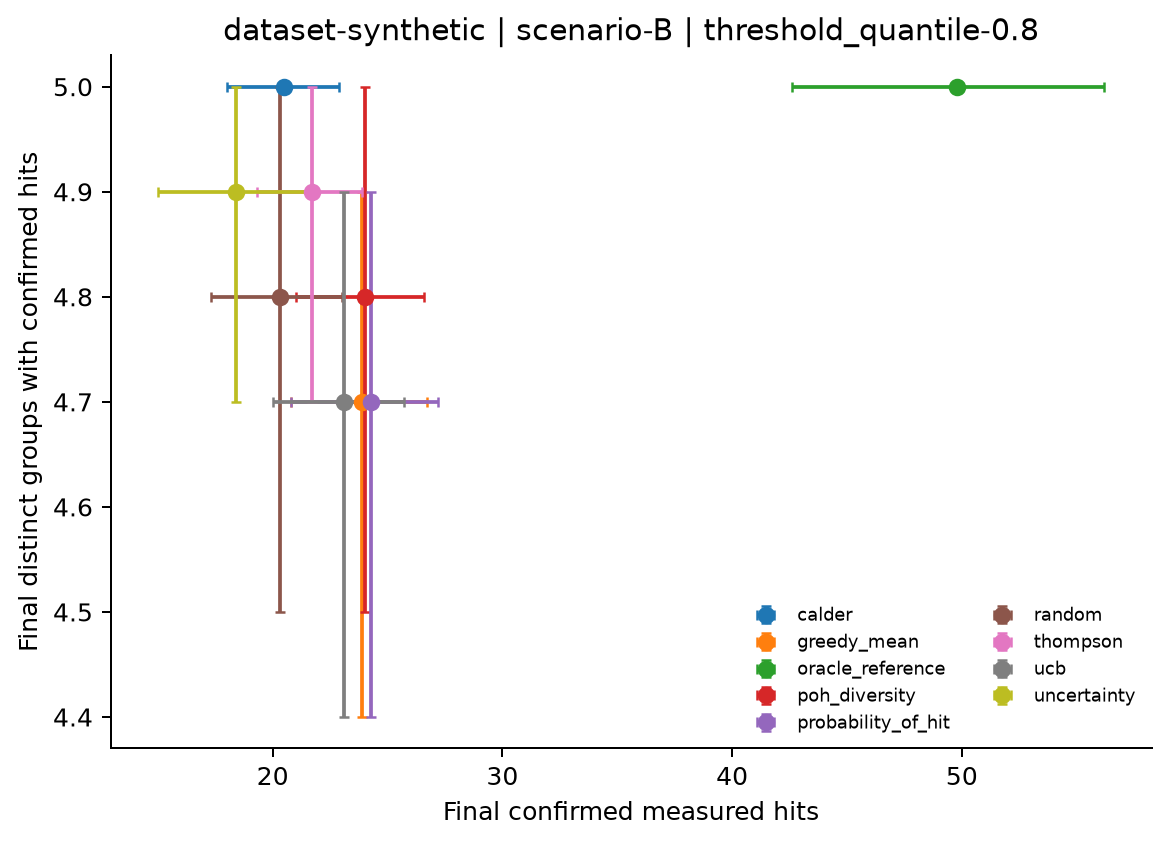 dataset-synthetic | scenario-B | threshold_quantile-0.8
Final distinct groups with confirmed hits
5.0
4.9
4.8
4.7
4.6
4.5
4.4
20
30
40
50
Final confirmed measured hits
calder
greedy_mean
oracle_reference
poh_diversity
probability_of_hit
random
thompson
ucb
uncertainty